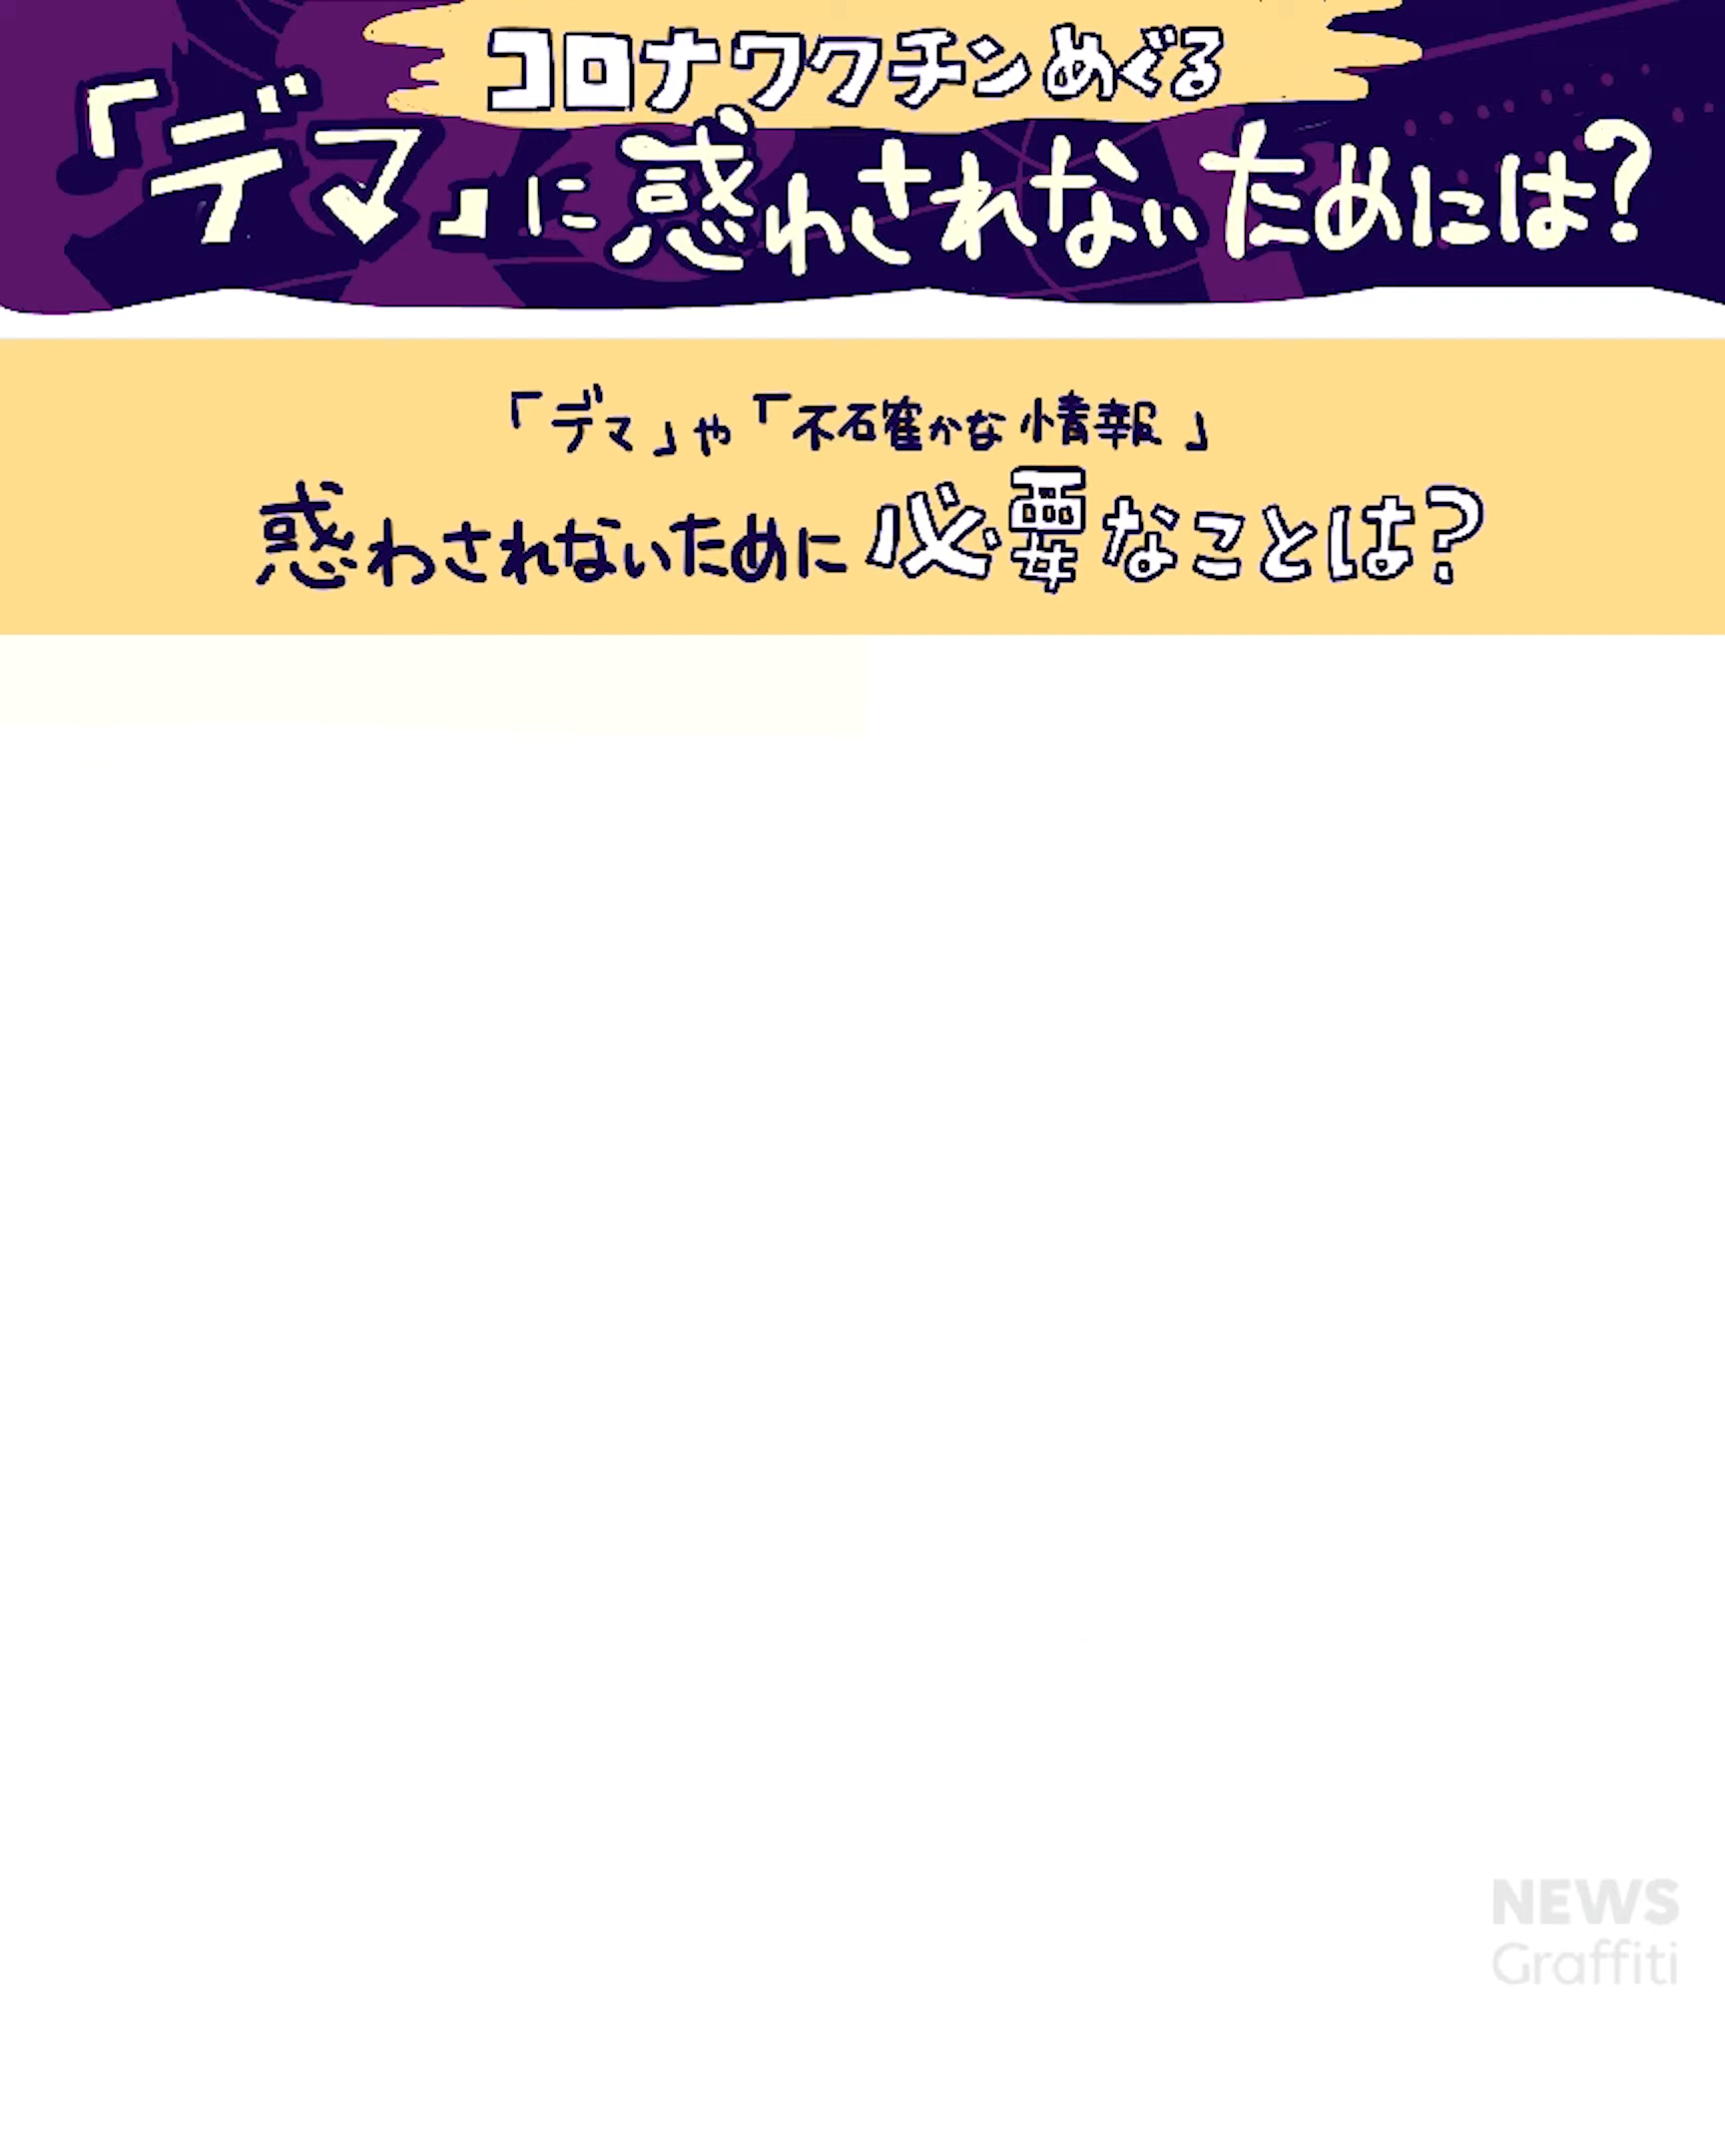 コロナワクチンめぐる
「デマ」に惑わされないためには?
「デマ」や「不確かな情報」
惑わされないために必要なことは?
NEWS
Graffiti